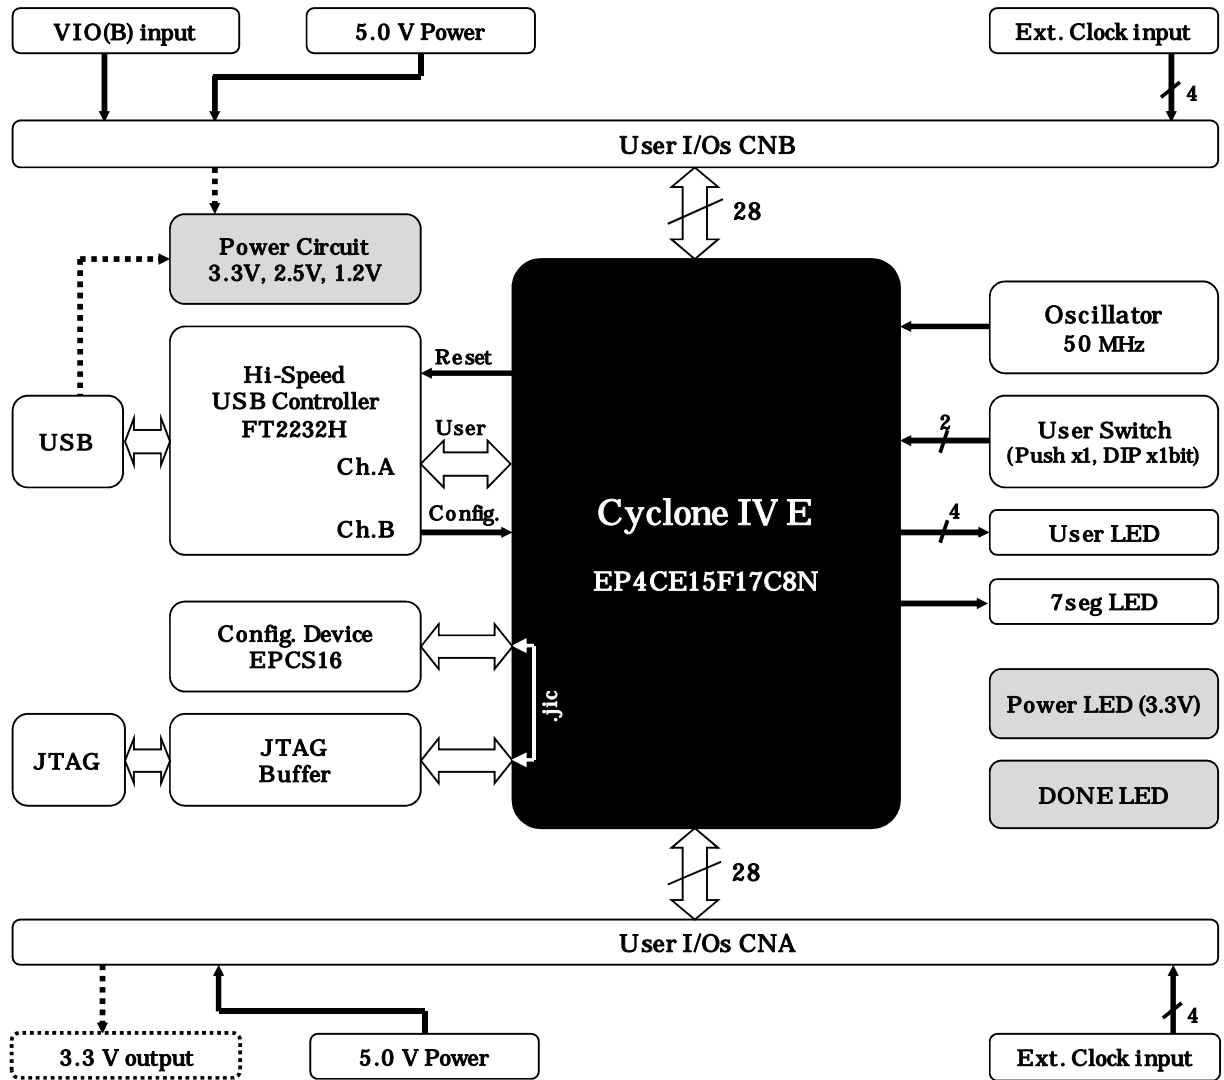 VIO(B) input
5.0 V Power
Ext. Clock input
4
User I/Os CNB
28
Power Circuit
3.3V, 2.5V, 1.2V
Oscillator
50 MHz
Hi-Speed
USB Controller
FT2232H
Ch.A
Ch.B
USB
Reset
User
Config.
2
User Switch
(Push x1, DIP x1bit)
Cyclone IV E
EP4CE15F17C8N
4
User LED
7seg LED
Config. Device
EPCS16
.jic
Power LED (3.3V)
JTAG
JTAG
Buffer
DONE LED
28
User I/Os CNA
4
3.3 V output
5.0 V Power
Ext. Clock input